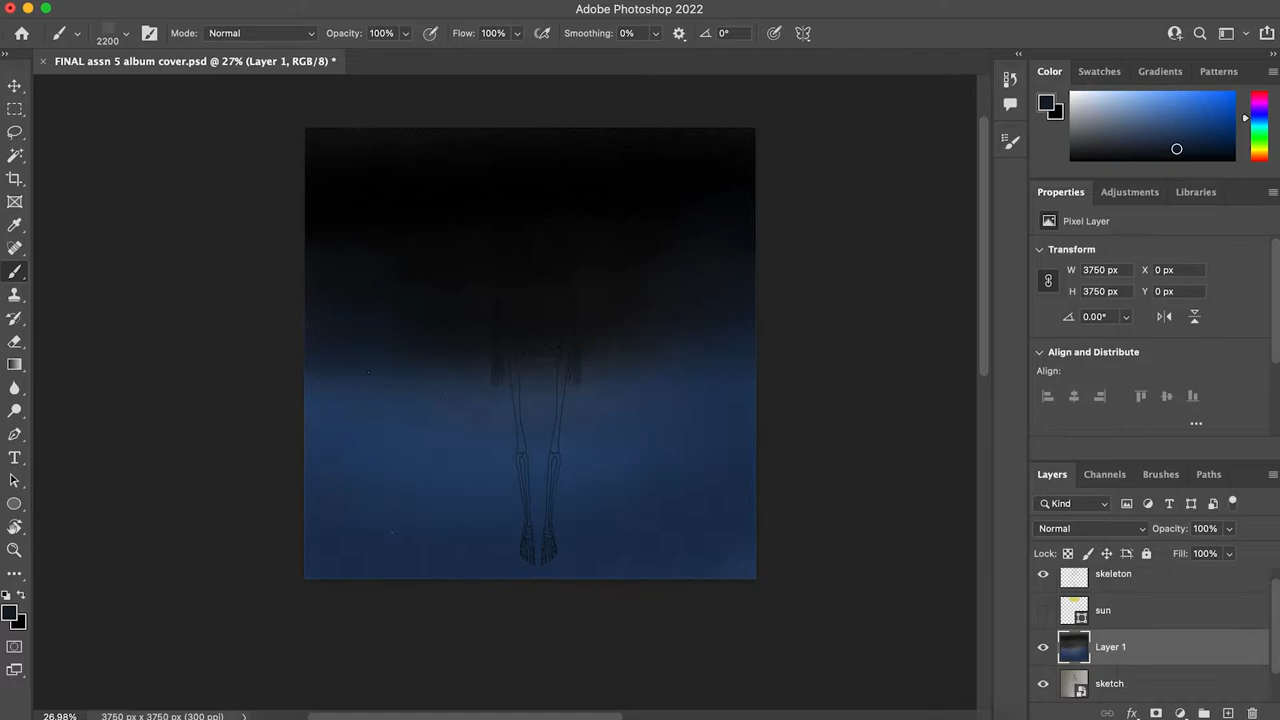 Adobe Photoshop 2022
2200 Mode: Normal Opacity: 100% Flow: 100% Smoothing: 0% 0°
× FINAL assn 5 album cover.psd @ 27% (Layer 1, RGB/8) *
Color Swatches Gradients Patterns
Properties Adjustments Libraries
Pixel Layer
Transform
W 3750 px X 0 px
H 3750 px Y 0 px
0.00°
Align and Distribute
Align:
Layers Channels Brushes Paths
Kind
Normal Opacity: 100%
Lock: Fill: 100%
skeleton
sun
Layer 1
sketch
26.98% 3750 px x 3750 px (300 ppi)